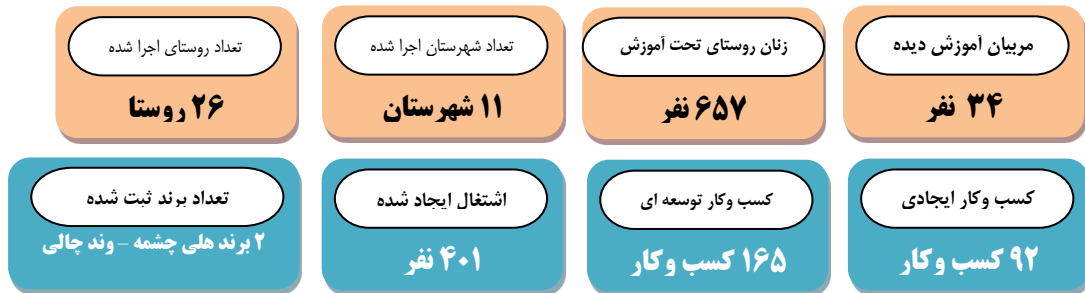 مربیان آموزش دیده
۳۴ نفر
زنان روستای تحت آموزش
۶۵۷ نفر
تعداد شهرستان اجرا شده
۱۱ شهرستان
تعداد روستای اجرا شده
۲۶ روستا
کسب وکار ایجادی
۹۲ کسب و کار
کسب وکار توسعه ای
۱۶۵ کسب و کار
اشتغال ایجاد شده
۴۰۱ نفر
تعداد برند ثبت شده
۲ برند هلی چشمه – وند چالی